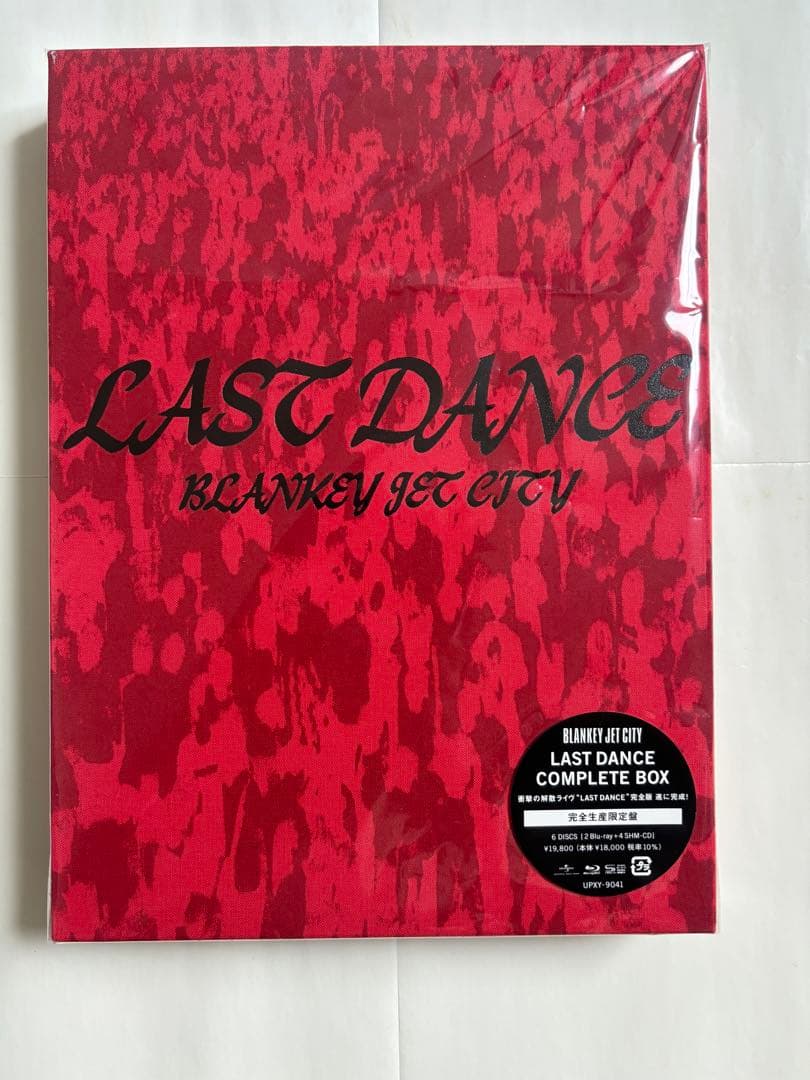 LAST DANCE
BLANKEY JET CITY
BLANKEY JET CITY
LAST DANCE
COMPLETE BOX
衝撃の解散ライヴ“LAST DANCE”完全版 遂に完成!
完全生産限定盤
6 DISCS [2 Blu-ray+4 SHM-CD]
¥19,800 (本体 ¥18,000 税率10%)
UPXY-9041